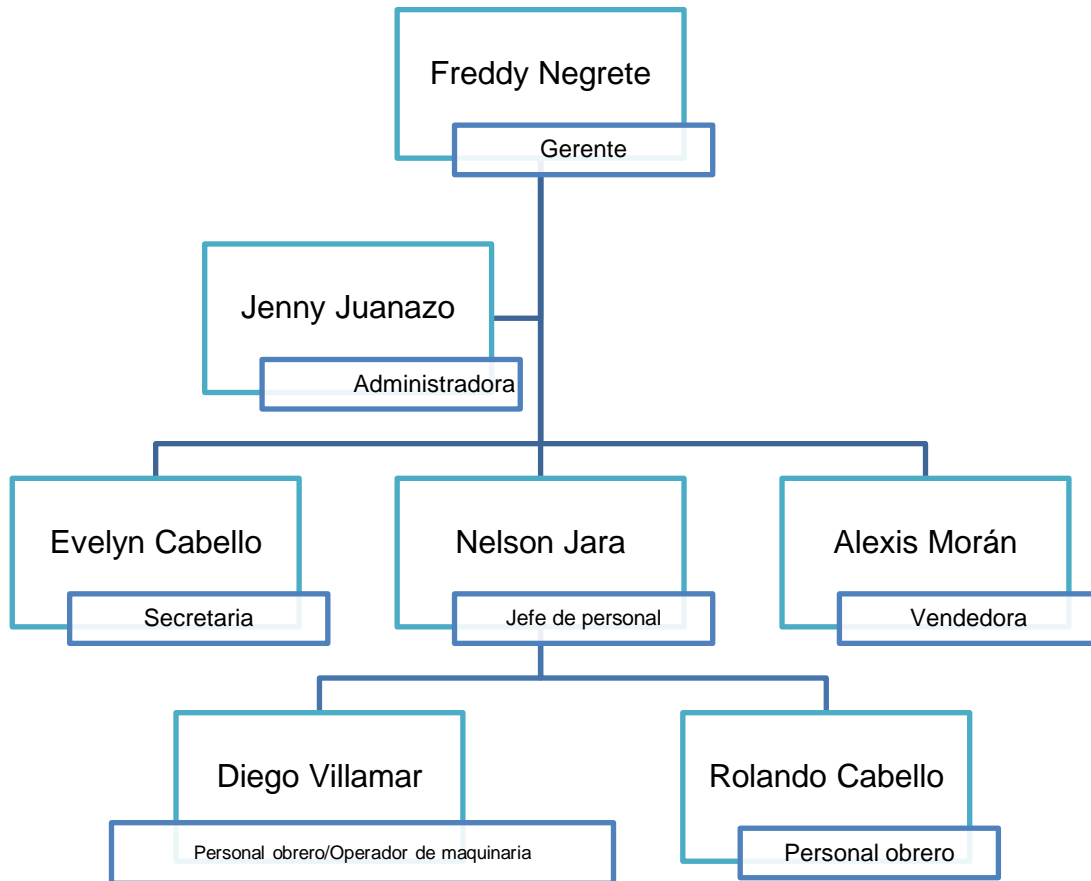 Freddy Negrete
Gerente
Jenny Juanazo
Administradora
Evelyn Cabello
Secretaria
Nelson Jara
Jefe de personal
Alexis Morán
Vendedora
Diego Villamar
Personal obrero/Operador de maquinaria
Rolando Cabello
Personal obrero